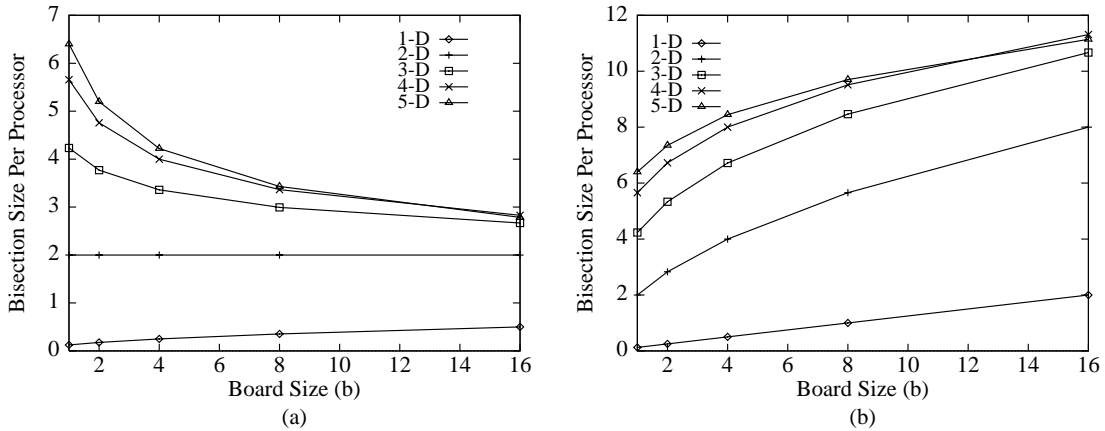 7
6
5
4
3
2
1
0
Bisection Size Per Processor
1-D
2-D
3-D
4-D
5-D
2 4 6 8 10 12 14 16
Board Size (b)
(a)
12
10
8
6
4
2
0
Bisection Size Per Processor
1-D
2-D
3-D
4-D
5-D
2 4 6 8 10 12 14 16
Board Size (b)
(b)